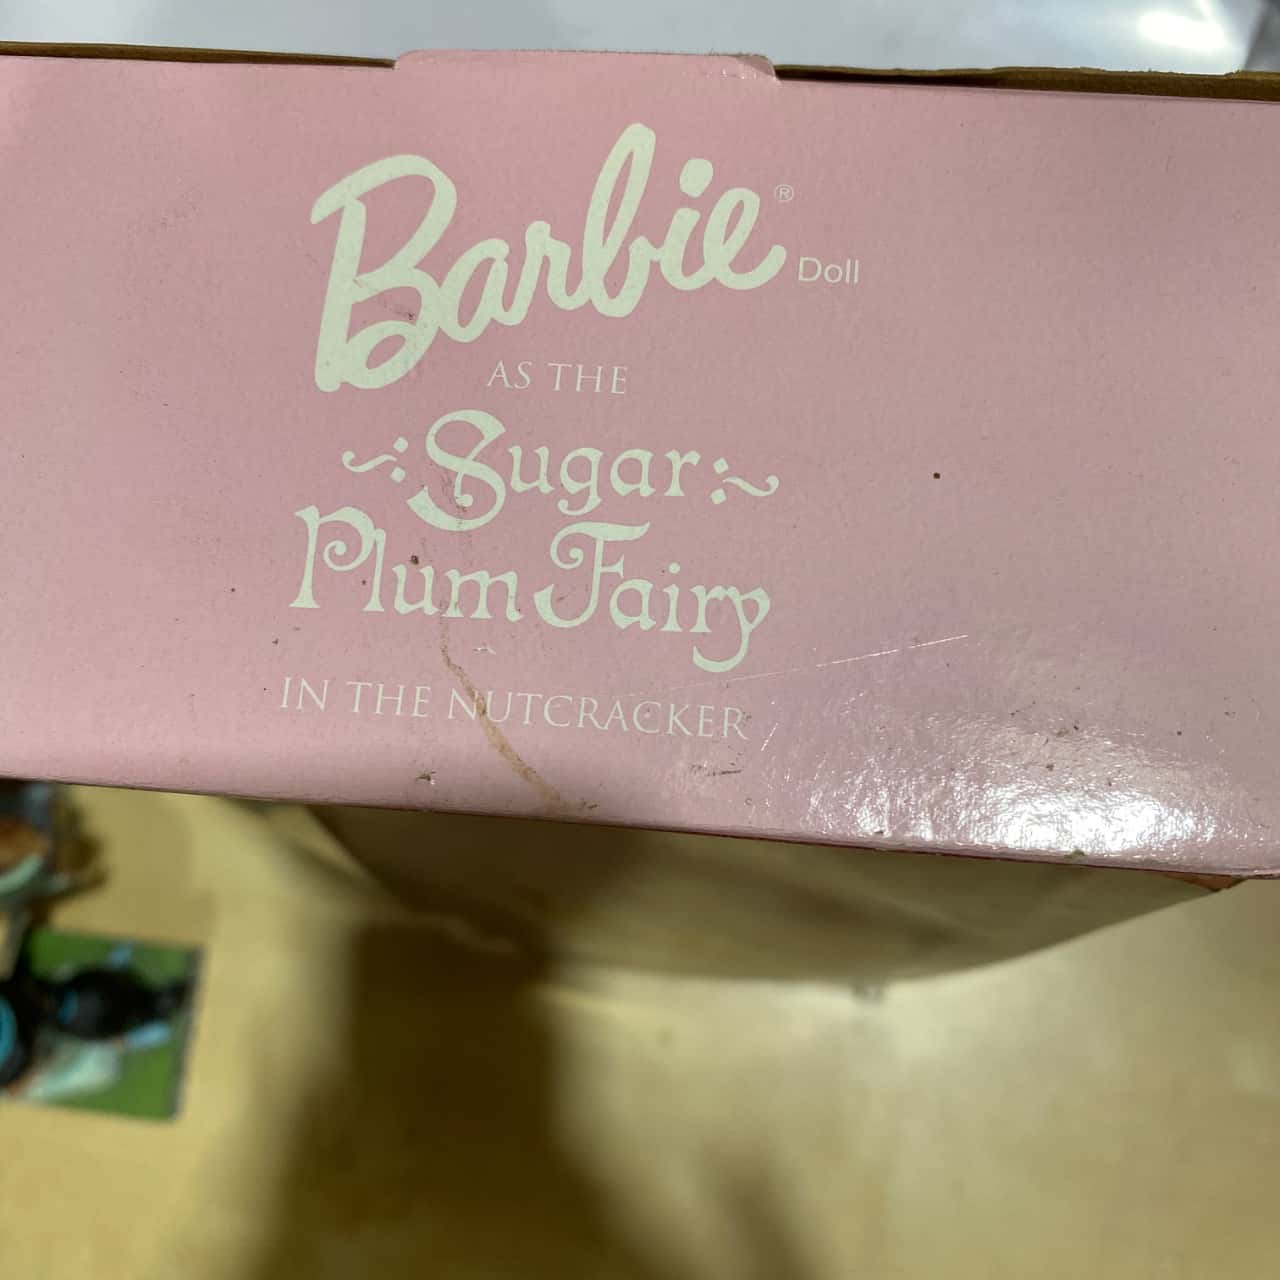 Barbie® Doll
AS THE
Sugar
Plum Fairy
IN THE NUTCRACKER